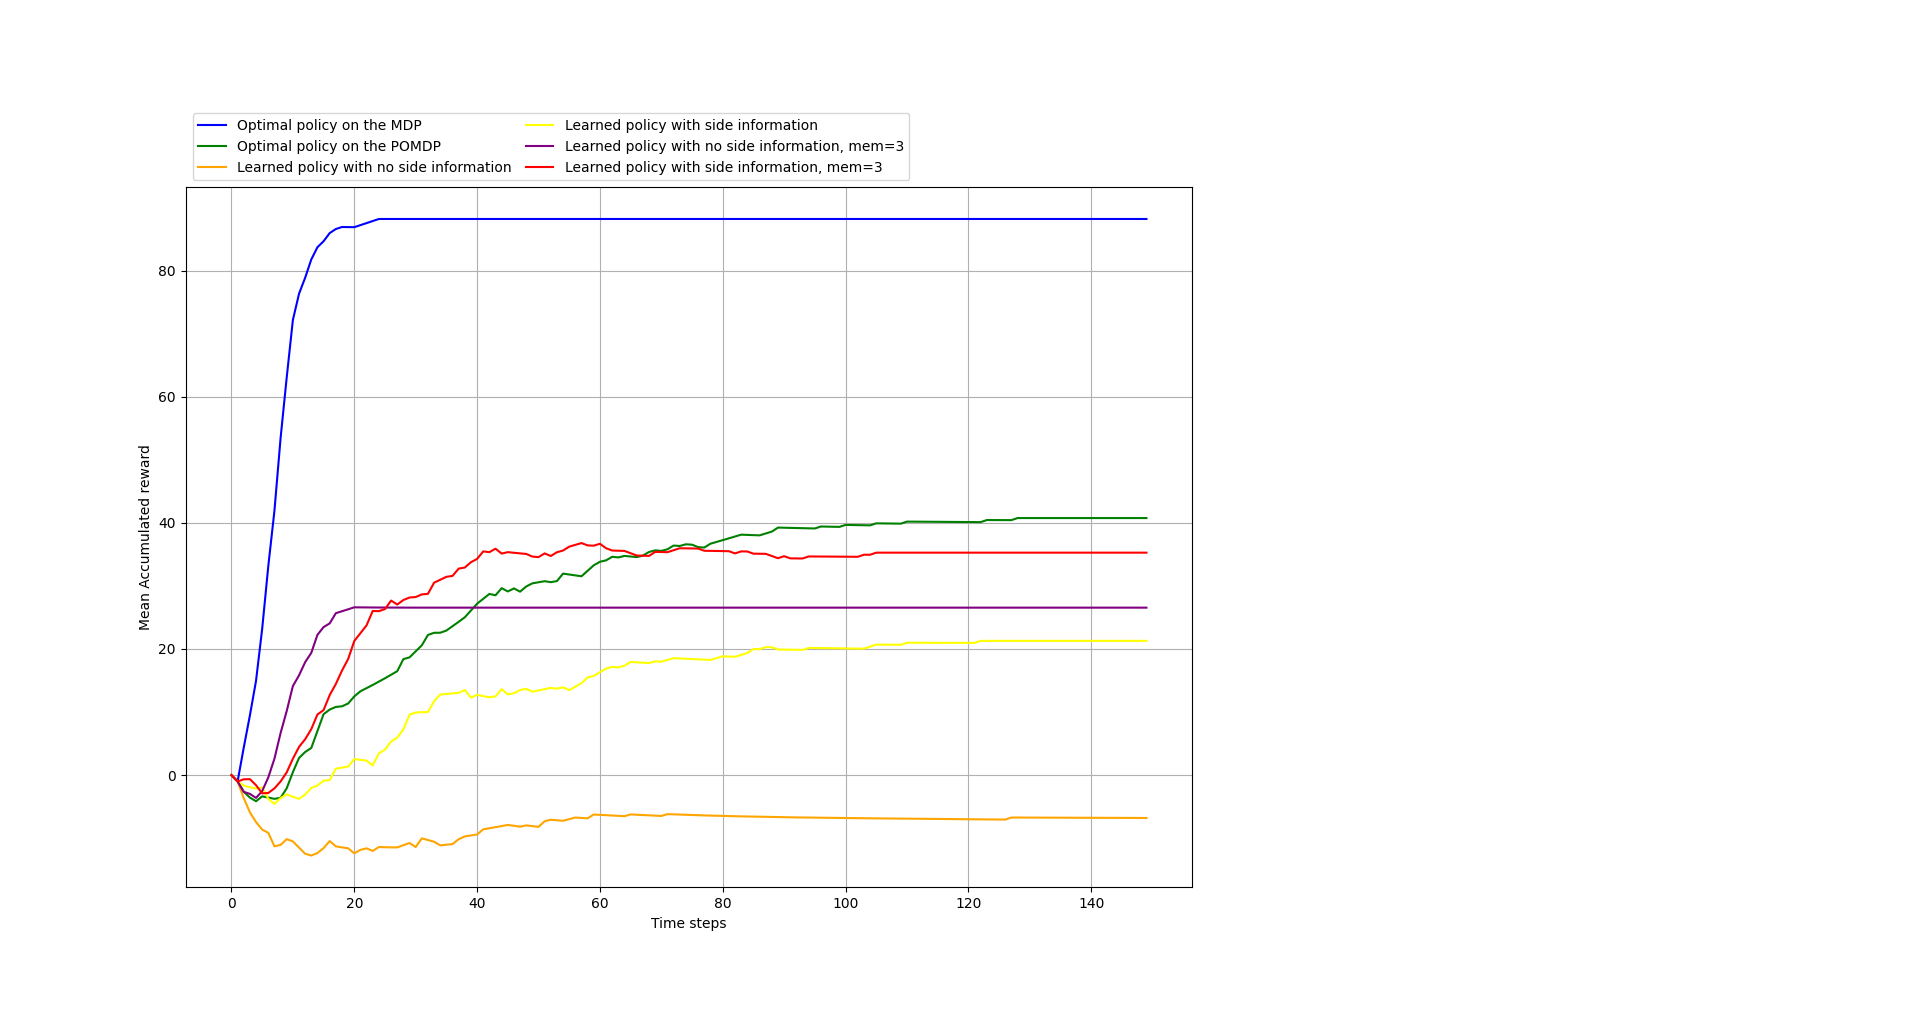 Optimal policy on the MDP
Optimal policy on the POMDP
Learned policy with no side information
Learned policy with side information
Learned policy with no side information, mem=3
Learned policy with side information, mem=3
Mean Accumulated reward
80
60
40
20
0
0 20 40 60 80 100 120 140
Time steps